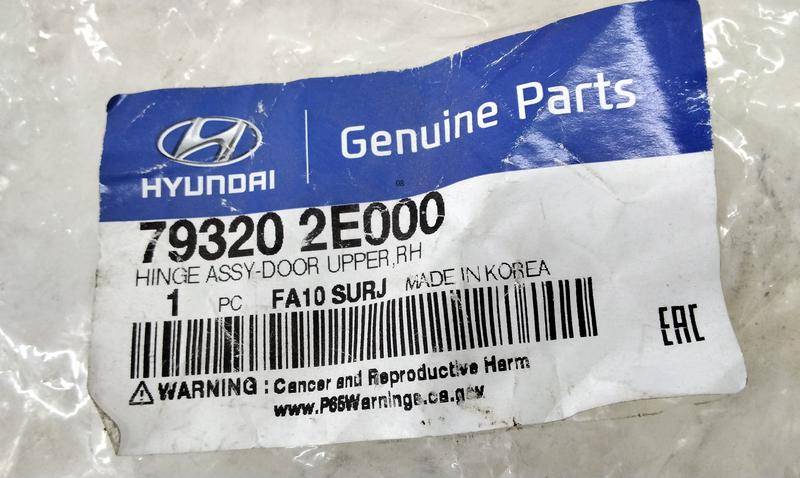 HYUNDAI
Genuine Parts
08
79320 2E000
HINGE ASSY-DOOR UPPER,RH
1 PC FA10 SURJ MADE IN KOREA
EAC
⚠ WARNING : Cancer and Reproductive Harm
www.P65Warnings.ca.gov